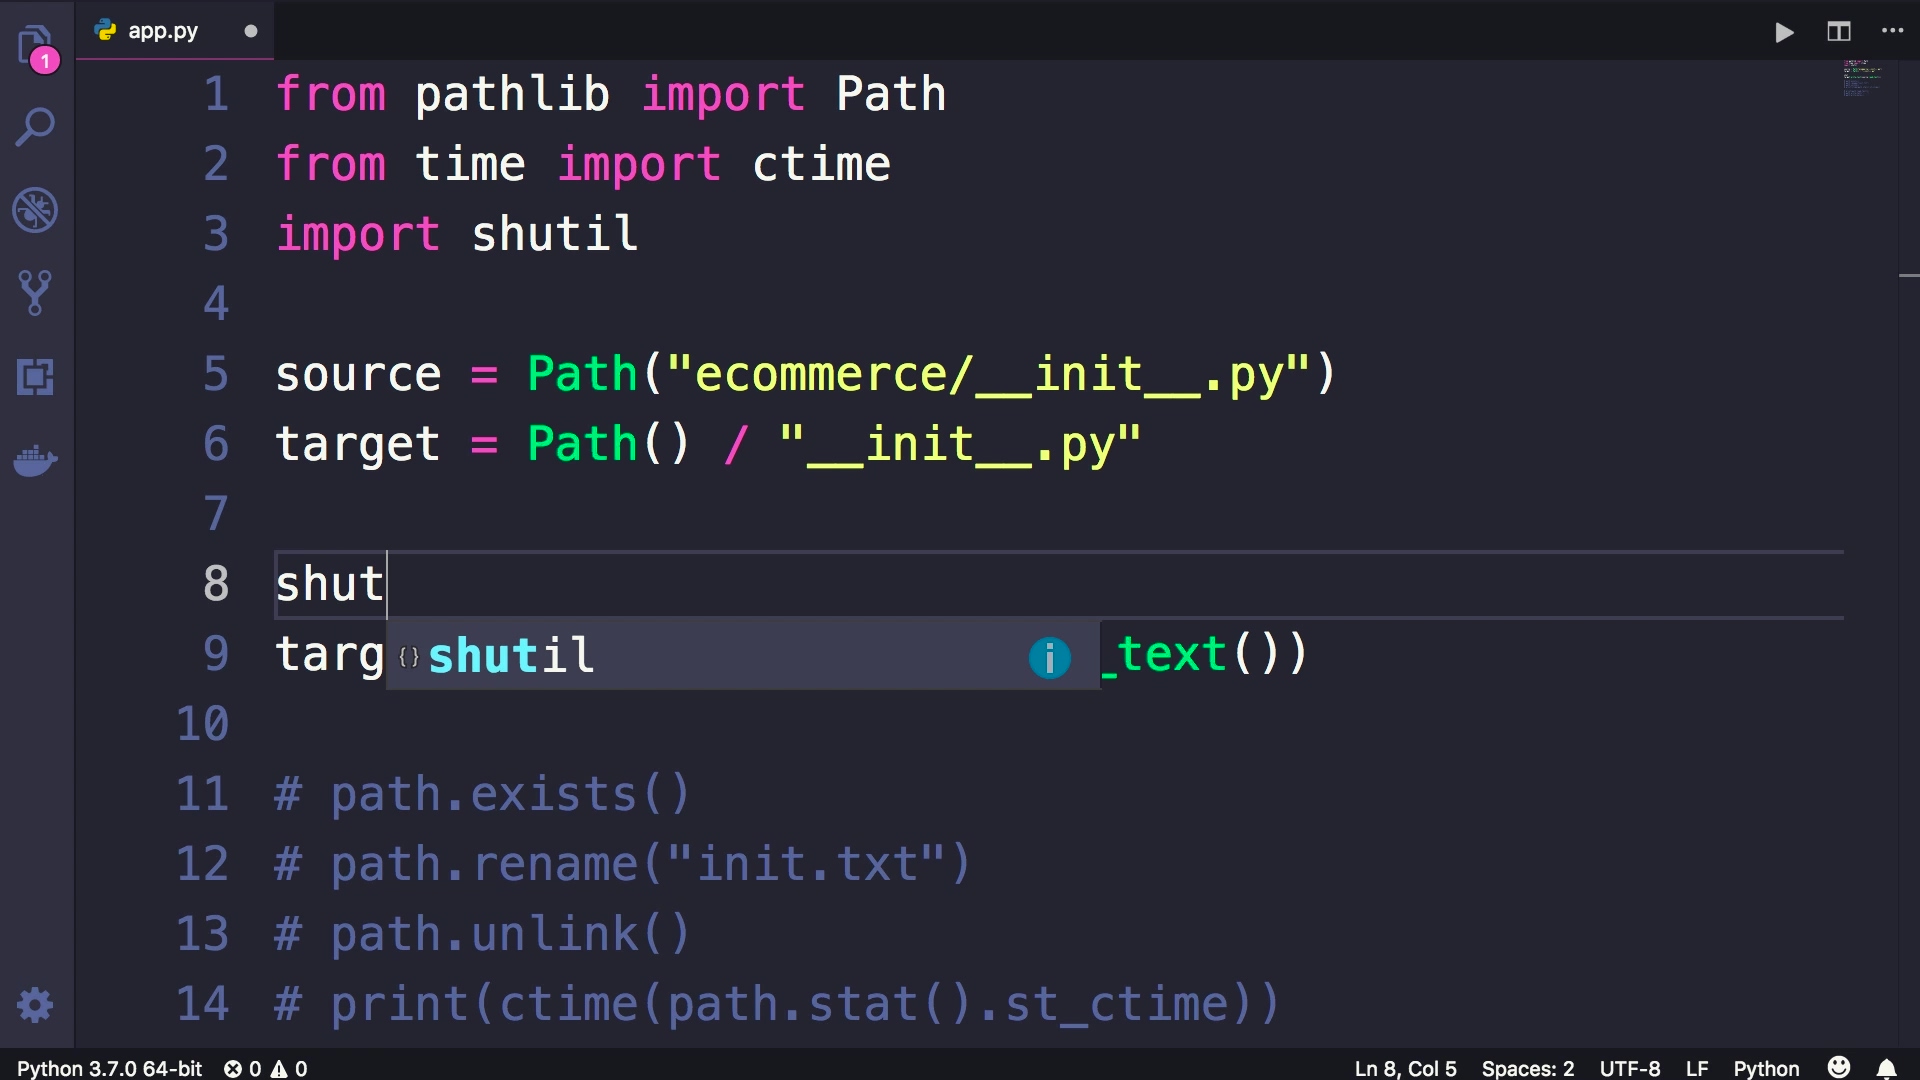 app.py
1
1 from pathlib import Path
2 from time import ctime
3 import shutil
4
5 source = Path("ecommerce/__init__.py")
6 target = Path() / "__init__.py"
7
8 shut
9 targ {} shutil i _text())
10
11 # path.exists()
12 # path.rename("init.txt")
13 # path.unlink()
14 # print(ctime(path.stat().st_ctime))
Python 3.7.0 64-bit 0 0 Ln 8, Col 5 Spaces: 2 UTF-8 LF Python